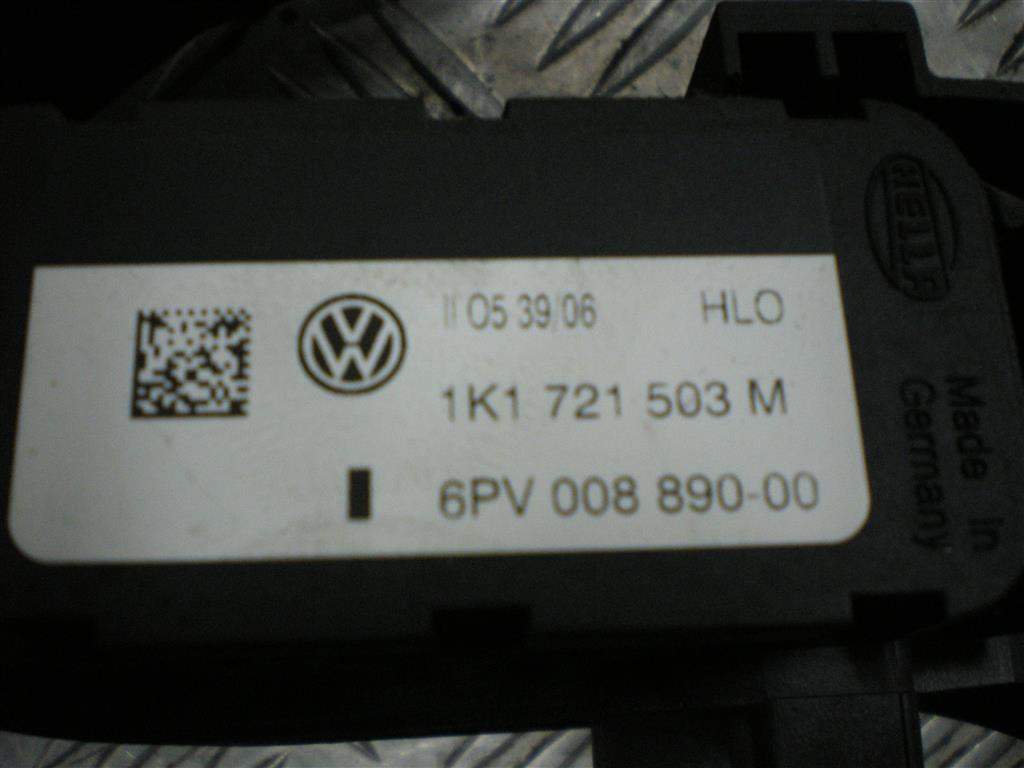 II 05 39/06 HLO
1K1 721 503 M
6PV 008 890-00
HELLA
Made in
Germany